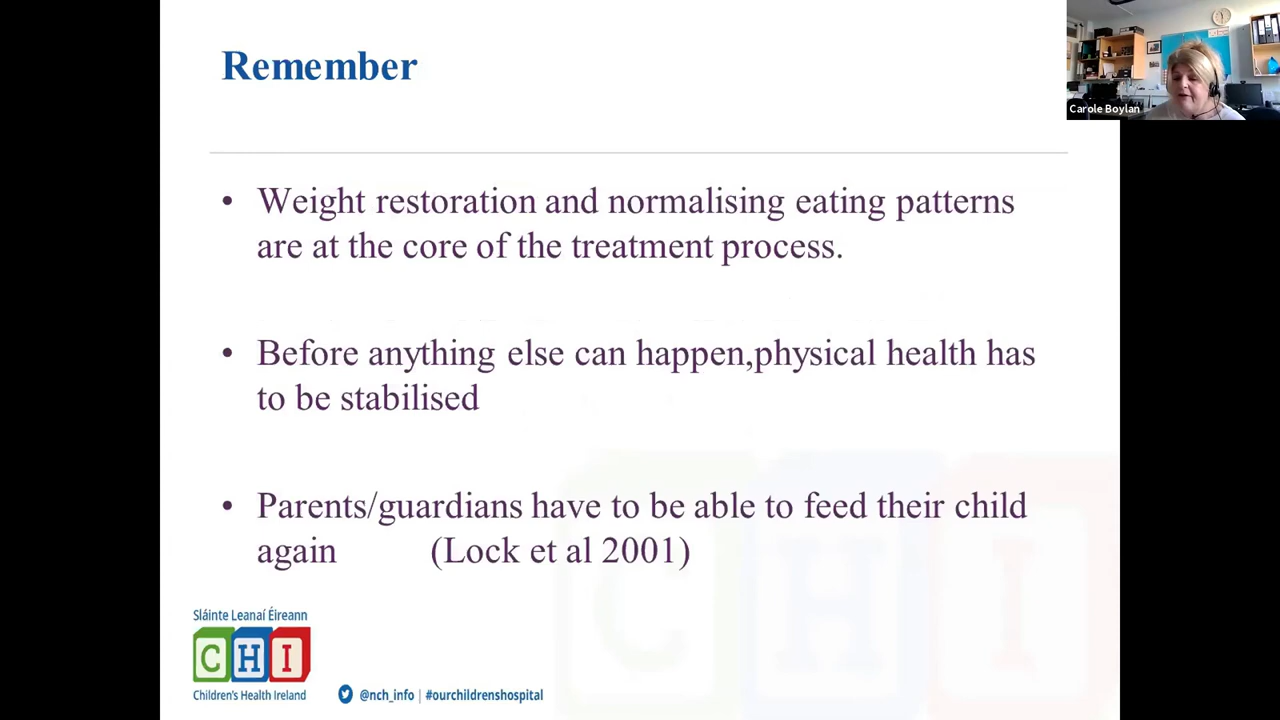 Remember
Carole Boylan
• Weight restoration and normalising eating patterns
are at the core of the treatment process.
• Before anything else can happen,physical health has
to be stabilised
• Parents/guardians have to be able to feed their child
again (Lock et al 2001)
Sláinte Leanaí Éireann
CHI
Children's Health Ireland
@nch_info | #ourchildrenshospital
CHI